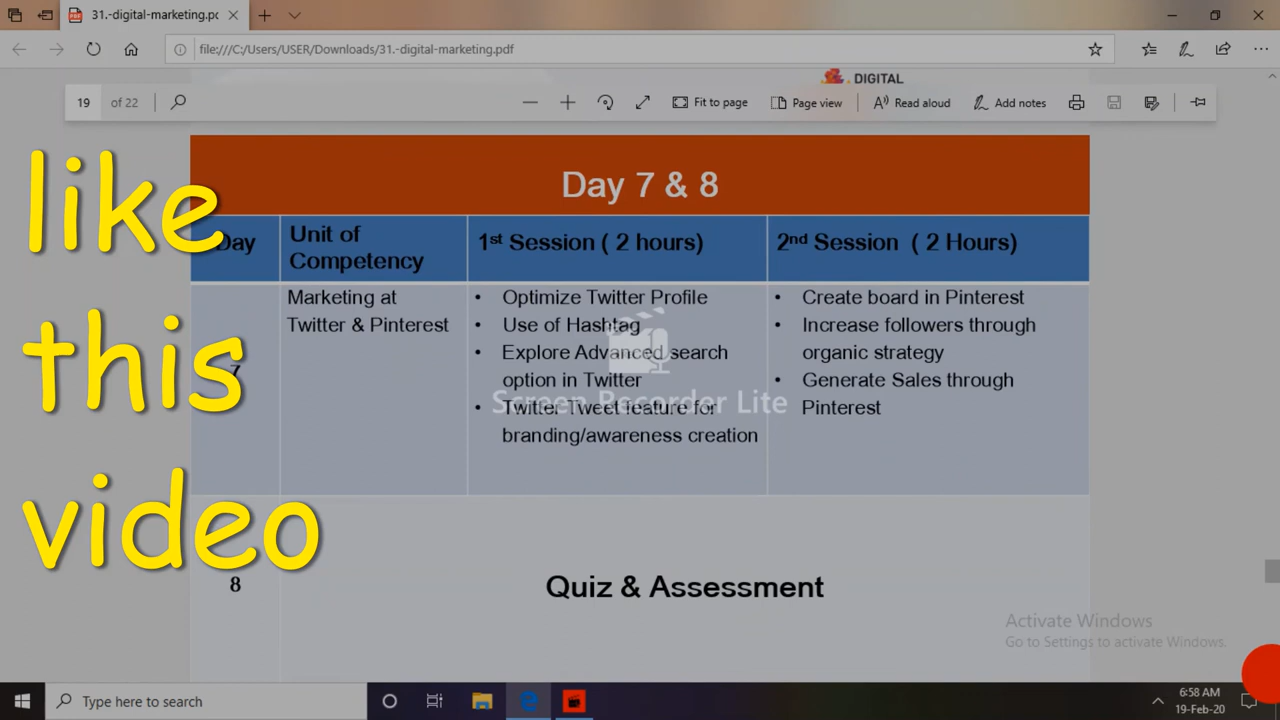 31.-digital-marketing.pd
file:///C:/Users/USER/Downloads/31.-digital-marketing.pdf
DIGITAL
19 of 22
Fit to page
Page view
Read aloud
Add notes
Day 7 & 8
Day
Unit of
Competency
1st Session ( 2 hours)
2nd Session ( 2 Hours)
7
Marketing at
Twitter & Pinterest
• Optimize Twitter Profile
• Use of Hashtag
• Explore Advanced search
option in Twitter
• Twitter Tweet feature for
branding/awareness creation
• Create board in Pinterest
• Increase followers through
organic strategy
• Generate Sales through
Pinterest
8
Quiz & Assessment
like
this
video
Screen Recorder Lite
Activate Windows
Go to Settings to activate Windows.
Type here to search
6:58 AM
19-Feb-20